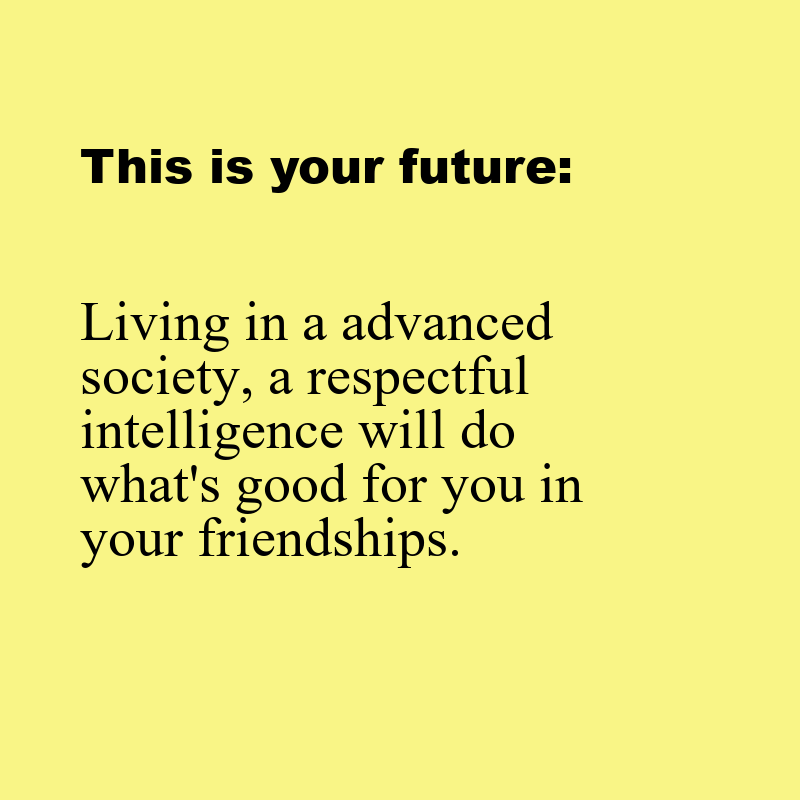 This is your future:
Living in a advanced
society, a respectful
intelligence will do
what's good for you in
your friendships.